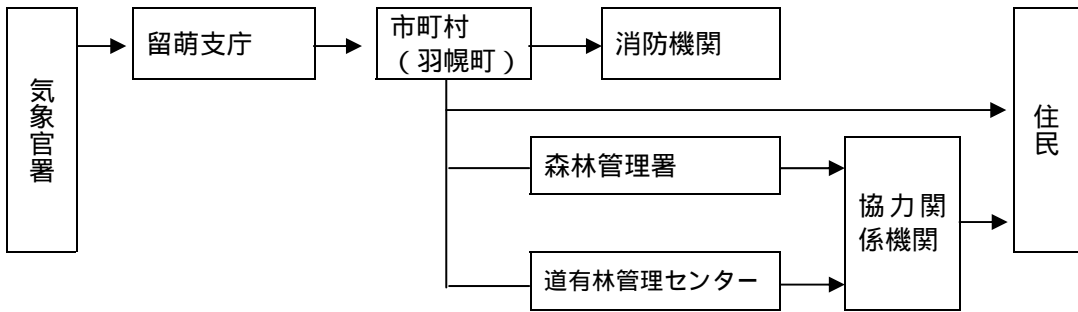 気象官署
留萌支庁
市町村
（羽幌町）
消防機関
住民
森林管理署
協力関
係機関
道有林管理センター